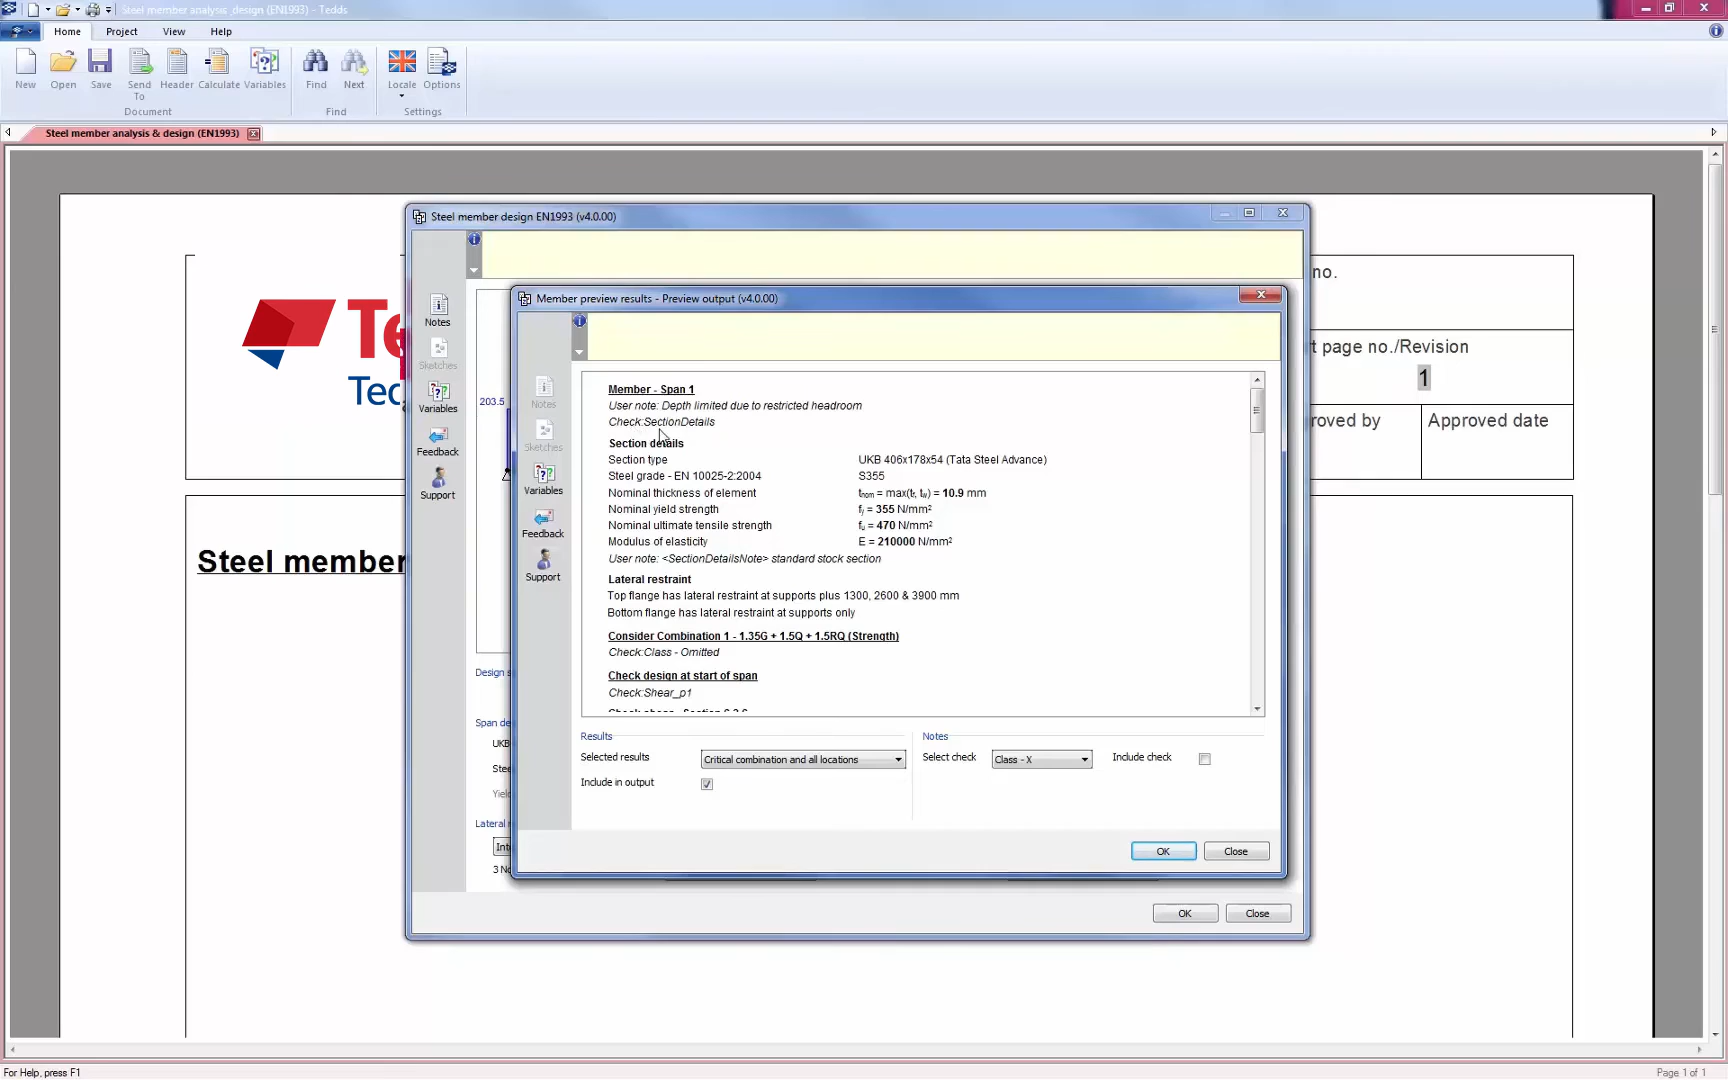 Steel member analysis _design (EN1993) - Tedds
Home Project View Help
New Open Save Send To Header Calculate Variables Find Next Locale Options
Document Find Settings
Steel member analysis & design (EN1993)
no.
t page no./Revision
1
roved by Approved date
Steel member
Steel member design EN1993 (v4.0.00)
Notes
Sketches
Variables
Feedback
Support
203.5
Design s
Span de
UKB
Stee
Yiel
Lateral r
Int
3 No
OK Close
Member preview results - Preview output (v4.0.00)
Notes
Sketches
Variables
Feedback
Support
Member - Span 1
User note: Depth limited due to restricted headroom
Check:SectionDetails
Section details
Section type UKB 406x178x54 (Tata Steel Advance)
Steel grade - EN 10025-2:2004 S355
Nominal thickness of element tnom = max(tf, tw) = 10.9 mm
Nominal yield strength fy = 355 N/mm²
Nominal ultimate tensile strength fu = 470 N/mm²
Modulus of elasticity E = 210000 N/mm²
User note: <SectionDetailsNote> standard stock section
Lateral restraint
Top flange has lateral restraint at supports plus 1300, 2600 & 3900 mm
Bottom flange has lateral restraint at supports only
Consider Combination 1 - 1.35G + 1.5Q + 1.5RQ (Strength)
Check:Class - Omitted
Check design at start of span
Check:Shear_p1
Results Notes
Selected results Critical combination and all locations Select check Class - X Include check
Include in output
OK Close
For Help, press F1 Page 1 of 1